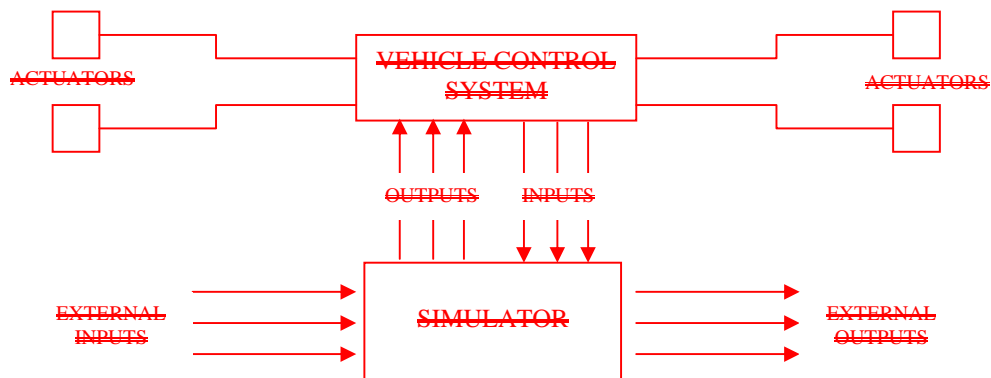 VEHICLE CONTROL
SYSTEM
ACTUATORS
ACTUATORS
OUTPUTS
INPUTS
EXTERNAL
INPUTS
SIMULATOR
EXTERNAL
OUTPUTS